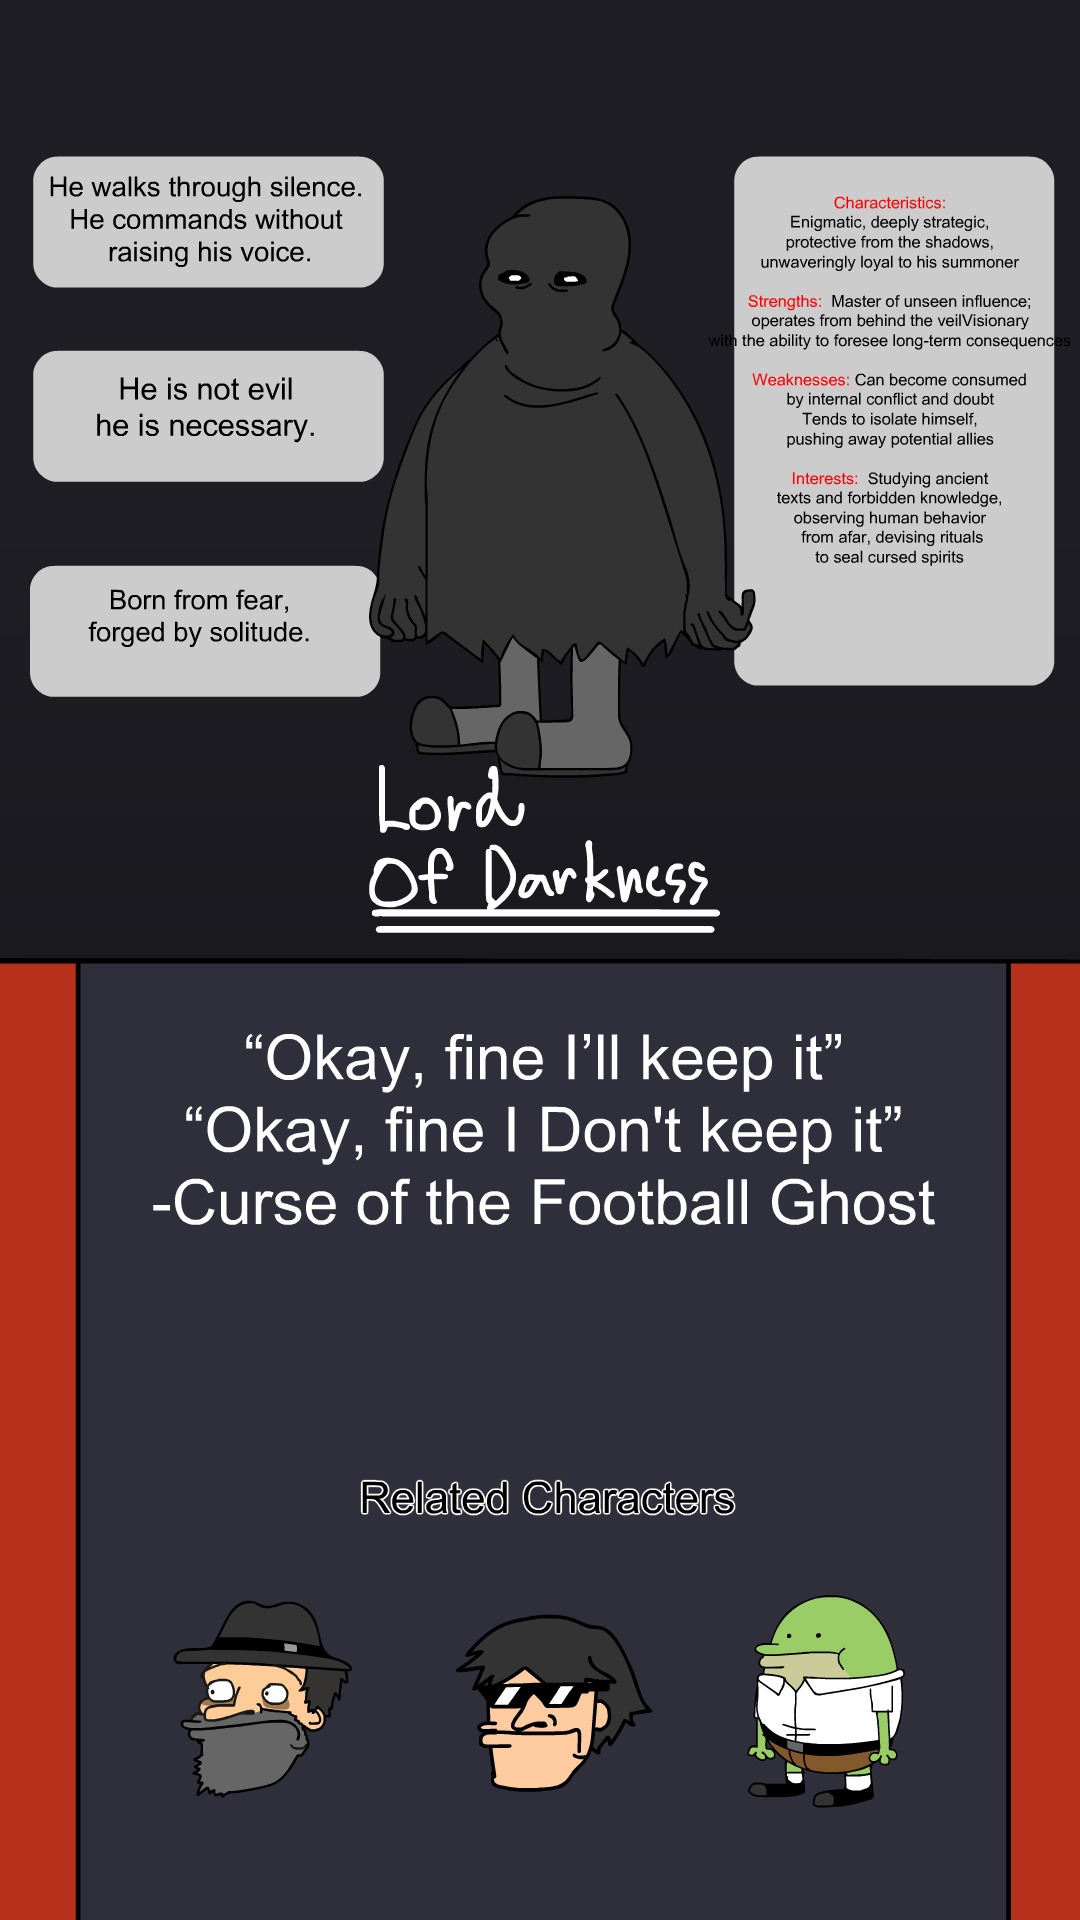 He walks through silence.
He commands without
raising his voice.
He is not evil
he is necessary.
Born from fear,
forged by solitude.
Characteristics:
Enigmatic, deeply strategic,
protective from the shadows,
unwaveringly loyal to his summoner
Strengths:  Master of unseen influence;
operates from behind the veilVisionary
with the ability to foresee long-term consequences
Weaknesses: Can become consumed
by internal conflict and doubt
Tends to isolate himself,
pushing away potential allies
Interests:  Studying ancient
texts and forbidden knowledge,
observing human behavior
from afar, devising rituals
to seal cursed spirits
Lord
Of Darkness
“Okay, fine I’ll keep it”
“Okay, fine I Don't keep it”
-Curse of the Football Ghost
Related Characters